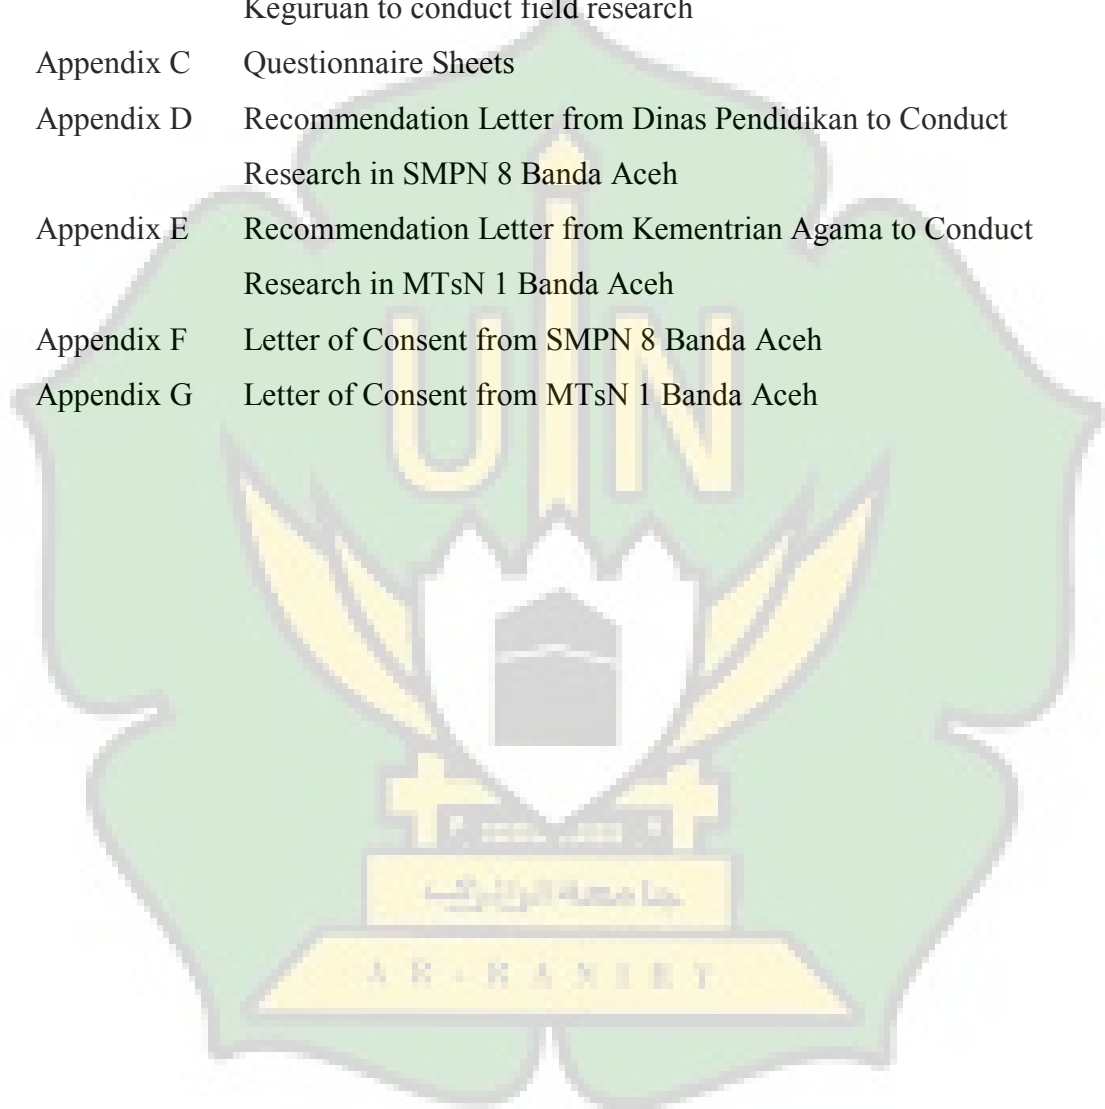 Keguruan to conduct field research
Appendix C Questionnaire Sheets
Appendix D Recommendation Letter from Dinas Pendidikan to Conduct
Research in SMPN 8 Banda Aceh
Appendix E Recommendation Letter from Kementrian Agama to Conduct
Research in MTsN 1 Banda Aceh
Appendix F Letter of Consent from SMPN 8 Banda Aceh
Appendix G Letter of Consent from MTsN 1 Banda Aceh
UIN
جامعة الرانري
AR-RANIRY